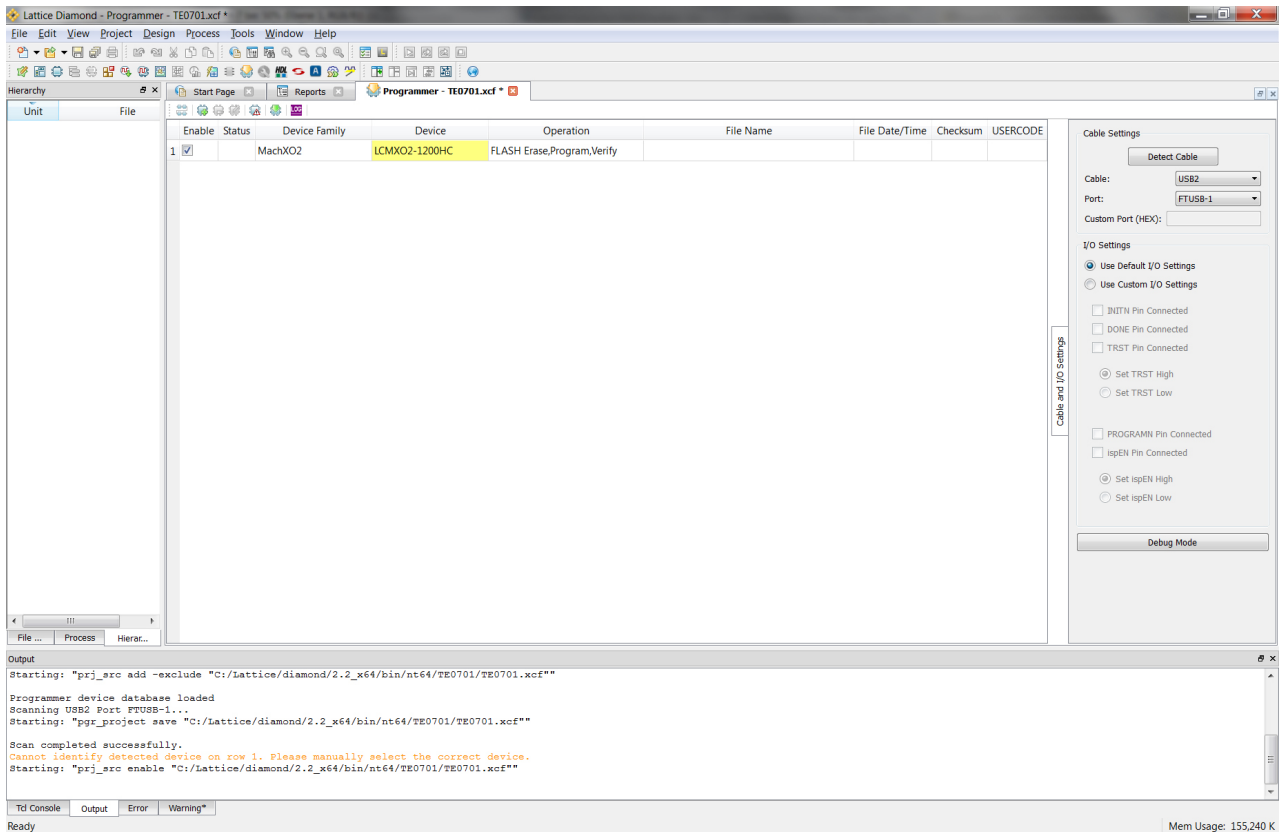 Lattice Diamond - Programmer - TE0701.xcf *
File Edit View Project Design Process Tools Window Help
Hierarchy
Start Page Reports Programmer - TE0701.xcf *
Unit File
LOG
Enable Status Device Family Device Operation File Name File Date/Time Checksum USERCODE
1 MachXO2 LCMXO2-1200HC FLASH Erase,Program,Verify
Cable Settings
Detect Cable
Cable: USB2
Port: FTUSB-1
Custom Port (HEX):
I/O Settings
Use Default I/O Settings
Use Custom I/O Settings
INITN Pin Connected
DONE Pin Connected
TRST Pin Connected
Set TRST High
Set TRST Low
PROGRAMN Pin Connected
ispEN Pin Connected
Set ispEN High
Set ispEN Low
Debug Mode
Cable and I/O Settings
File ... Process Hierar...
Output
Starting: "prj_src add -exclude "C:/Lattice/diamond/2.2_x64/bin/nt64/TE0701/TE0701.xcf""
Programmer device database loaded
Scanning USB2 Port FTUSB-1...
Starting: "pgr_project save "C:/Lattice/diamond/2.2_x64/bin/nt64/TE0701/TE0701.xcf""
Scan completed successfully.
Cannot identify detected device on row 1. Please manually select the correct device.
Starting: "prj_src enable "C:/Lattice/diamond/2.2_x64/bin/nt64/TE0701/TE0701.xcf""
Tcl Console Output Error Warning*
Ready Mem Usage: 155,240 K